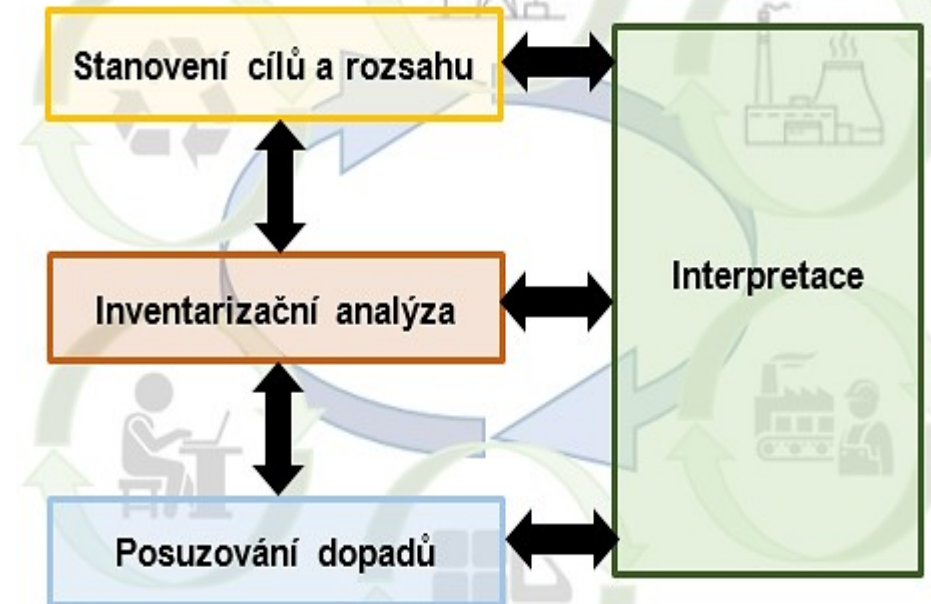 Stanovení cílů a rozsahu
Inventarizační analýza
Interpretace
Posuzování dopadů